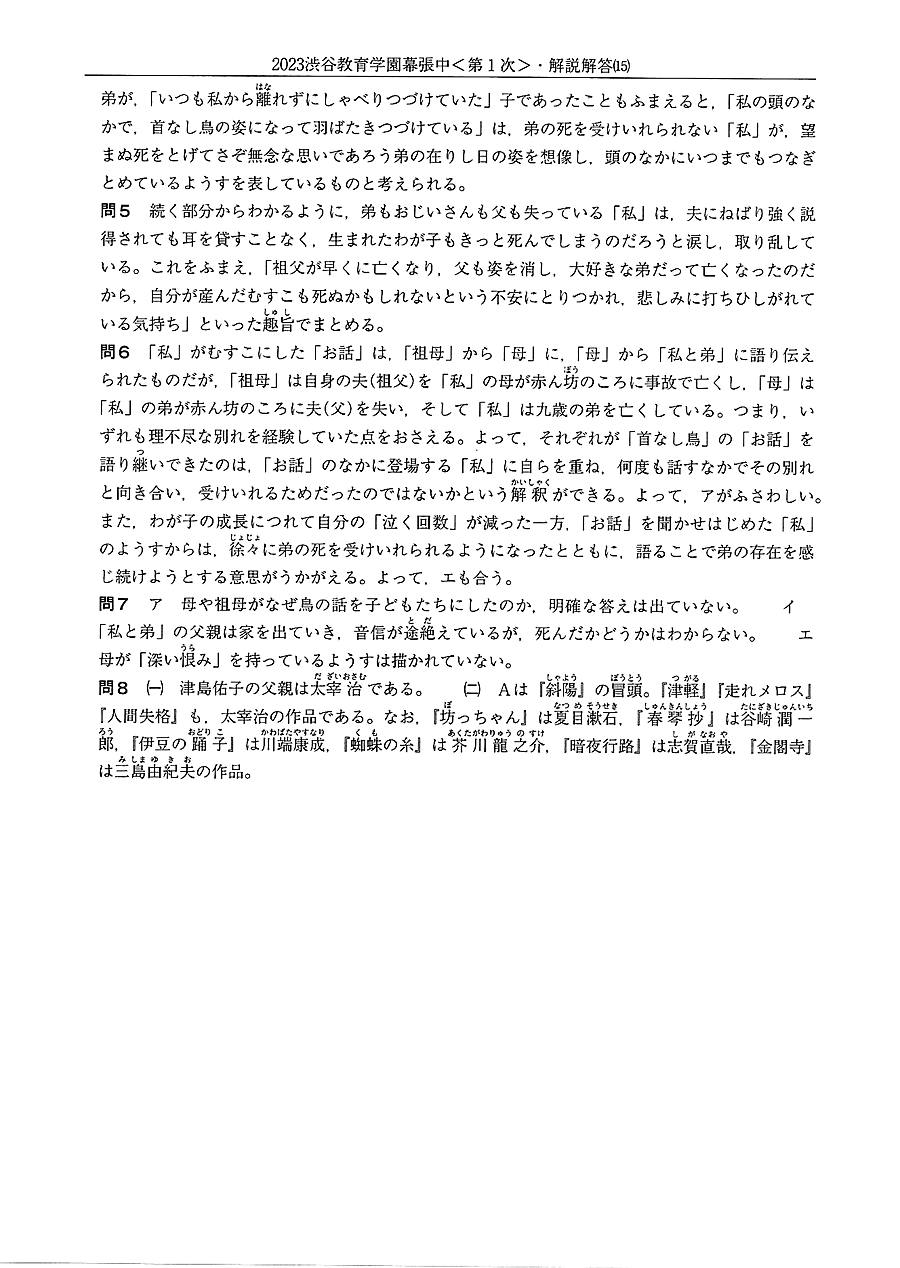 2023渋谷教育学園幕張中<第1次>・解説解答(15)
弟が，「いつも私から離れずにしゃべりつづけていた」子であったこともふまえると，「私の頭のな
かで，首なし鳥の姿になって羽ばたきつづけている」は，弟の死を受けいれられない「私」が，望
まぬ死をとげてさぞ無念な思いであろう弟の在りし日の姿を想像し，頭のなかにいつまでもつなぎ
とめているようすを表しているものと考えられる。
問5　続く部分からわかるように，弟もおじいさんも父も失っている「私」は，夫にねばり強く説
得されても耳を貸すことなく，生まれたわが子もきっと死んでしまうのだろうと涙し，取り乱して
いる。これをふまえ，「祖父が早くに亡くなり，父も姿を消し，大好きな弟だって亡くなったのだ
から，自分が産んだむすこも死ぬかもしれないという不安にとりつかれ，悲しみに打ちひしがれて
いる気持ち」といった趣旨でまとめる。
問6　「私」がむすこにした「お話」は，「祖母」から「母」に，「母」から「私と弟」に語り伝え
られたものだが，「祖母」は自身の夫(祖父)を「私」の母が赤ん坊のころに事故で亡くし，「母」は
「私」の弟が赤ん坊のころに夫(父)を失い，そして「私」は九歳の弟を亡くしている。つまり，い
ずれも理不尽な別れを経験していた点をおさえる。よって，それぞれが「首なし鳥」の「お話」を
語り継いできたのは，「お話」のなかに登場する「私」に自らを重ね，何度も話すなかでその別れ
と向き合い，受けいれるためだったのではないかという解釈ができる。よって，アがふさわしい。
また，わが子の成長につれて自分の「泣く回数」が減った一方，「お話」を聞かせはじめた「私」
のようすからは，徐々に弟の死を受けいれられるようになったとともに，語ることで弟の存在を感
じ続けようとする意思がうかがえる。よって，エも合う。
問7　ア　母や祖母がなぜ鳥の話を子どもたちにしたのか，明確な答えは出ていない。　　イ
「私と弟」の父親は家を出ていき，音信が途絶えているが，死んだかどうかはわからない。　　エ
母が「深い恨み」を持っているようすは描かれていない。
問8　㈠　津島佑子の父親は太宰治である。　　㈡　Aは『斜陽』の冒頭。『津軽』『走れメロス』
『人間失格』も，太宰治の作品である。なお，『坊っちゃん』は夏目漱石，『春琴抄』は谷崎潤一
郎，『伊豆の踊子』は川端康成，『蜘蛛の糸』は芥川龍之介，『暗夜行路』は志賀直哉，『金閣寺』
は三島由紀夫の作品。